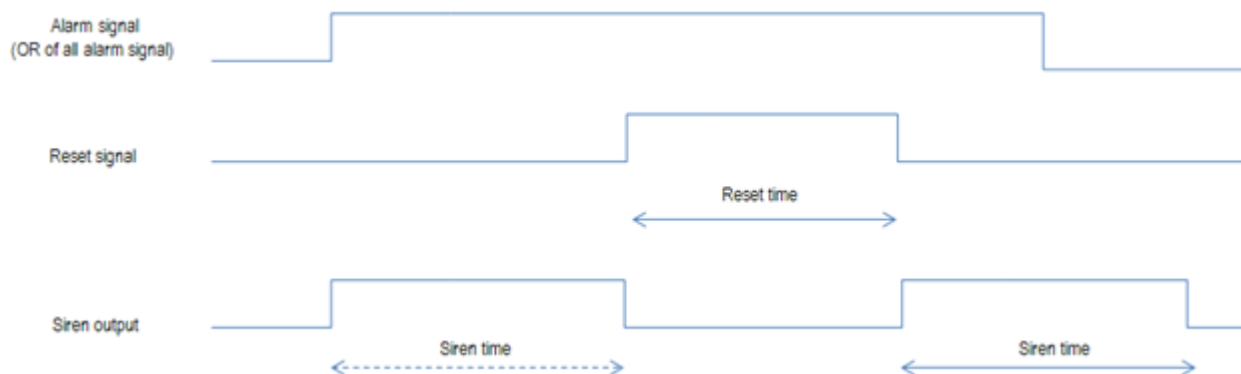 Alarm signal
(OR of all alarm signal)
Reset signal
Reset time
Siren output
Siren time
Siren time